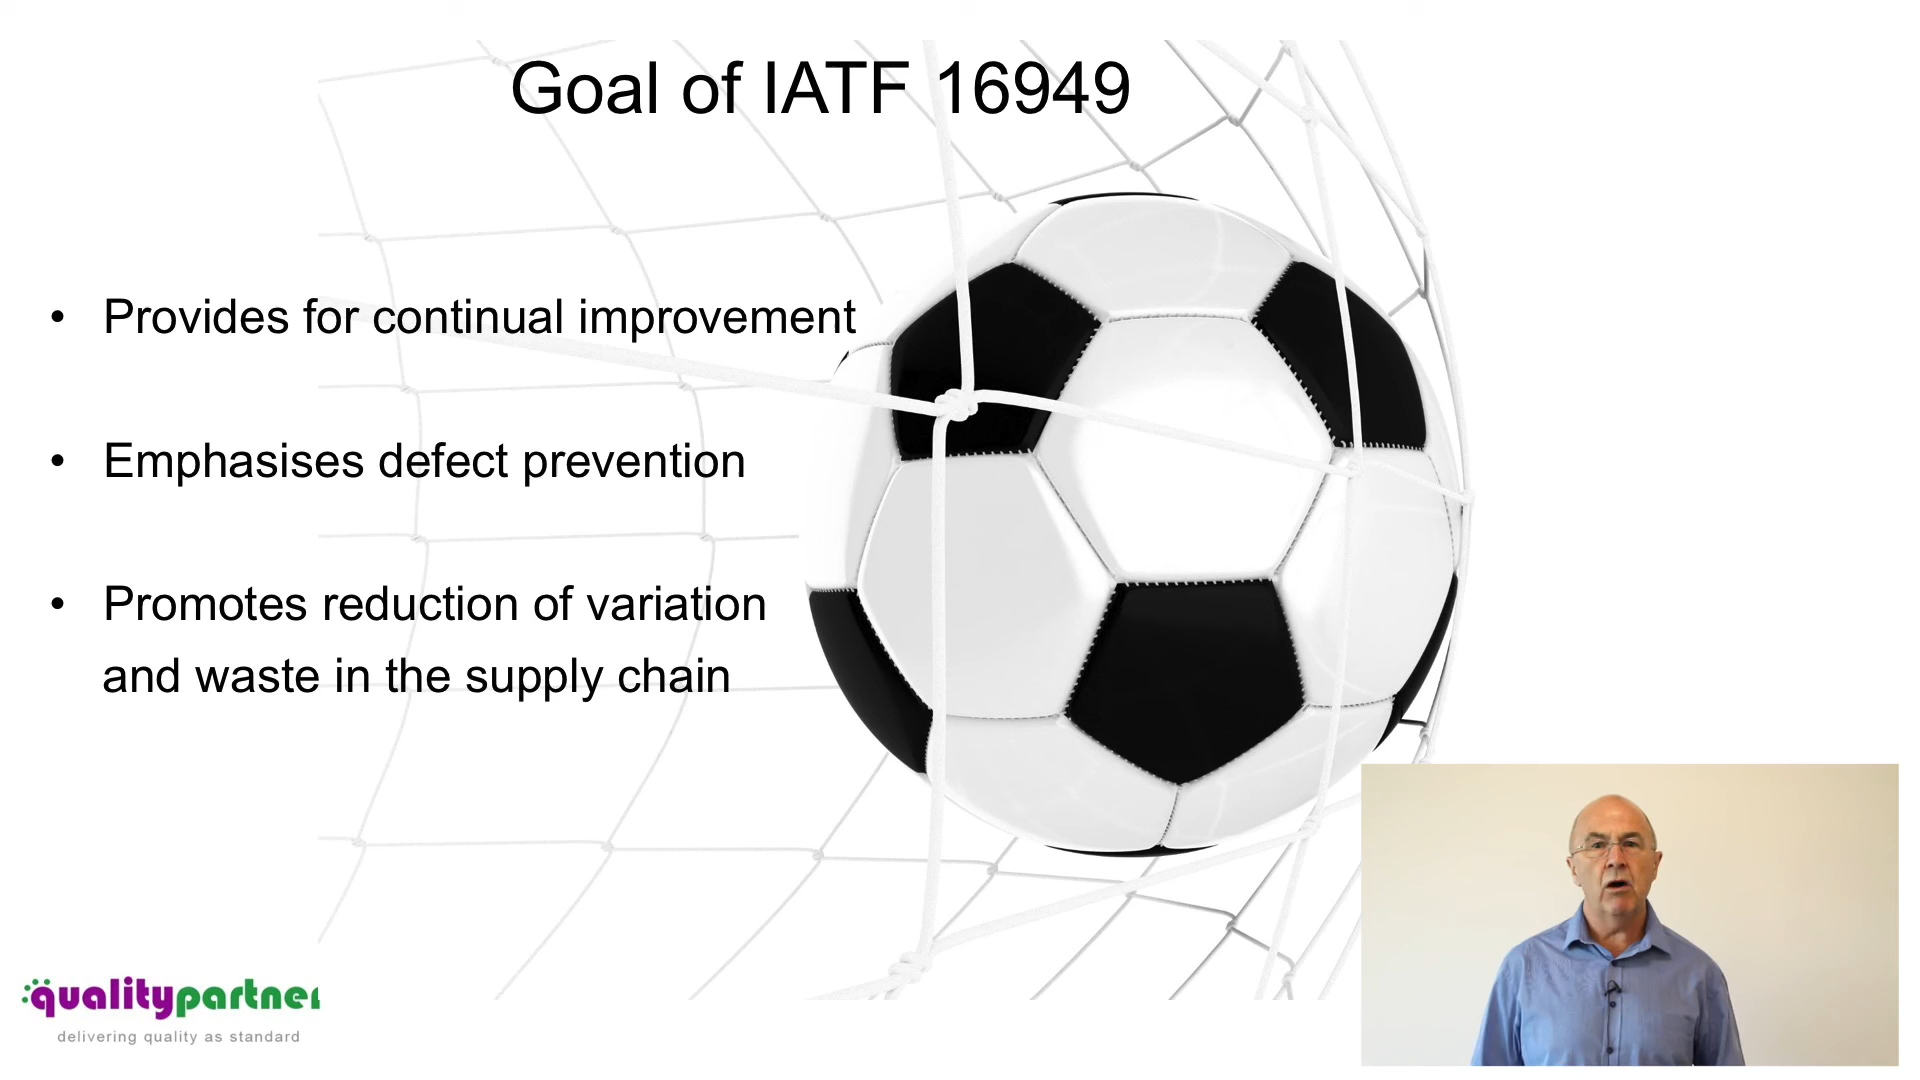 Goal of IATF 16949
• Provides for continual improvement
• Emphasises defect prevention
• Promotes reduction of variation
and waste in the supply chain
qualitypartner
delivering quality as standard